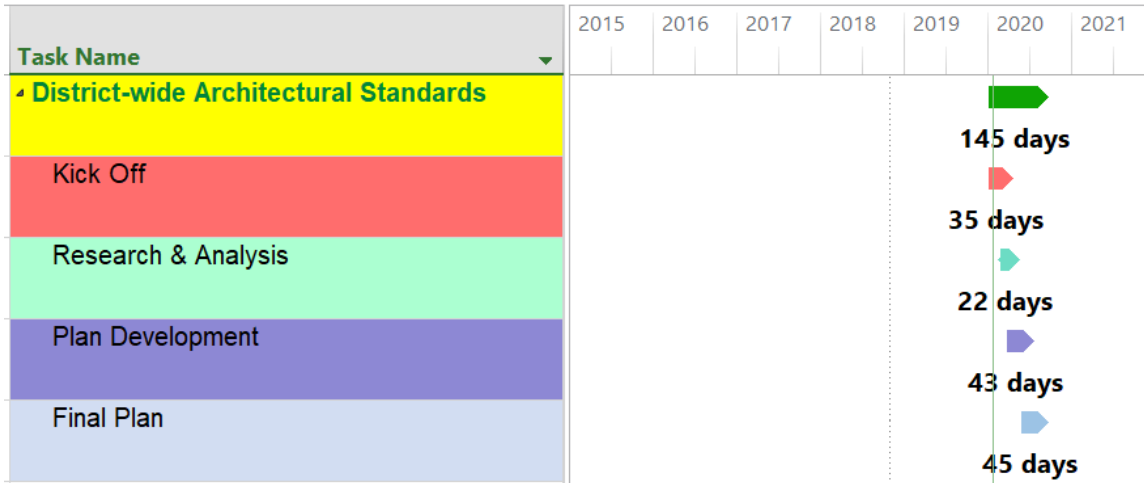 2015 2016 2017 2018 2019 2020 2021
Task Name
District-wide Architectural Standards
145 days
Kick Off
35 days
Research & Analysis
22 days
Plan Development
43 days
Final Plan
45 days